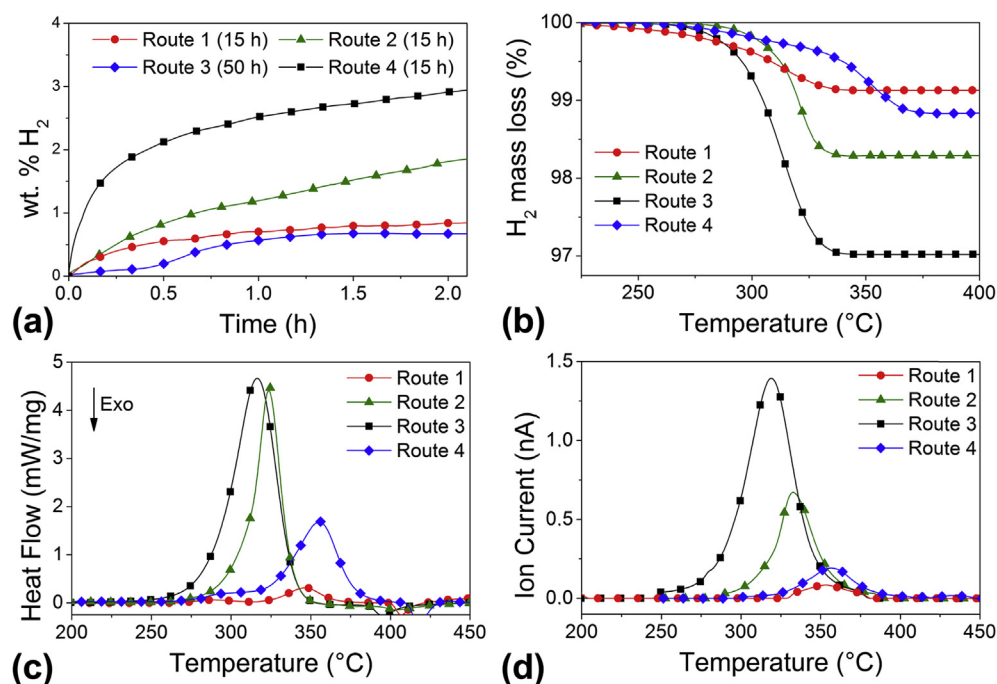 4
3
2
1
0
wt. % H2
Route 1 (15 h)
Route 2 (15 h)
Route 3 (50 h)
Route 4 (15 h)
0.0 0.5 1.0 1.5 2.0
Time (h)
(a)
100
99
98
97
H2 mass loss (%)
Route 1
Route 2
Route 3
Route 4
250 300 350 400
Temperature (°C)
(b)
5
4
3
2
1
0
Heat Flow (mW/mg)
Exo
Route 1
Route 2
Route 3
Route 4
200 250 300 350 400 450
Temperature (°C)
(c)
1.5
1.0
0.5
0.0
Ion Current (nA)
Route 1
Route 2
Route 3
Route 4
200 250 300 350 400 450
Temperature (°C)
(d)